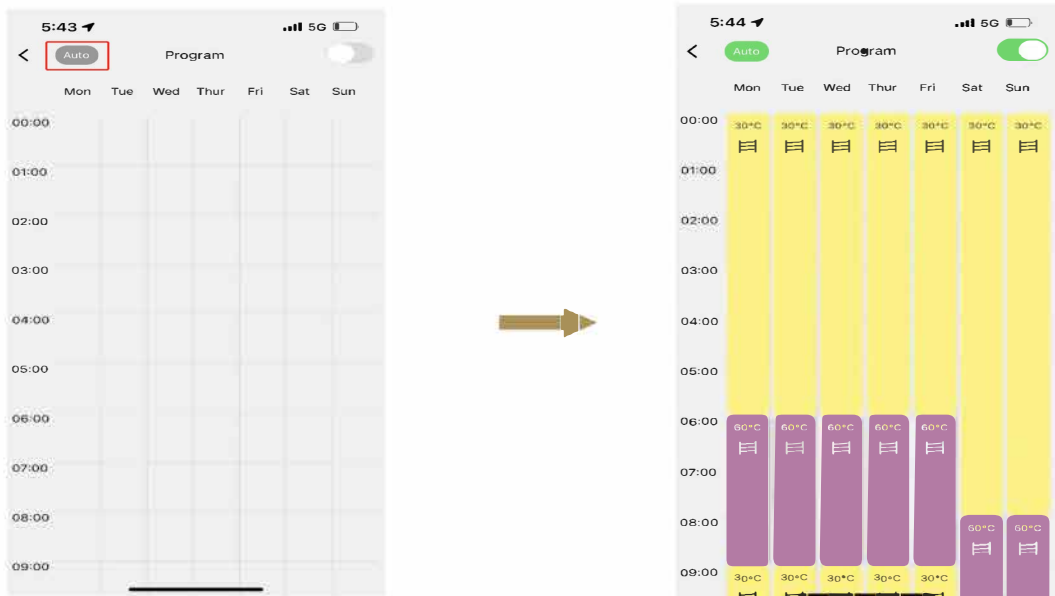 5:43 5G
Auto Program
Mon Tue Wed Thur Fri Sat Sun
00:00
01:00
02:00
03:00
04:00
05:00
06:00
07:00
08:00
09:00
5:44 5G
Auto Program
Mon Tue Wed Thur Fri Sat Sun
00:00 30°C 30°C 30°C 30°C 30°C 30°C 30°C
01:00
02:00
03:00
04:00
05:00
06:00 60°C 60°C 60°C 60°C 60°C
07:00
08:00 60°C 60°C
09:00 30°C 30°C 30°C 30°C 30°C